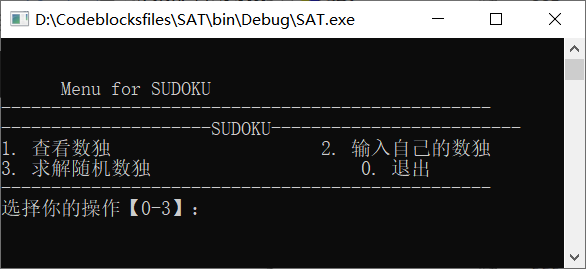 D:\Codeblocksfiles\SAT\bin\Debug\SAT.exe
Menu for SUDOKU
-------------------------------------------------
---------------------SUDOKU-------------------------
1. 查看数独 2. 输入自己的数独
3. 求解随机数独 0. 退出
-------------------------------------------------
选择你的操作【0-3】: